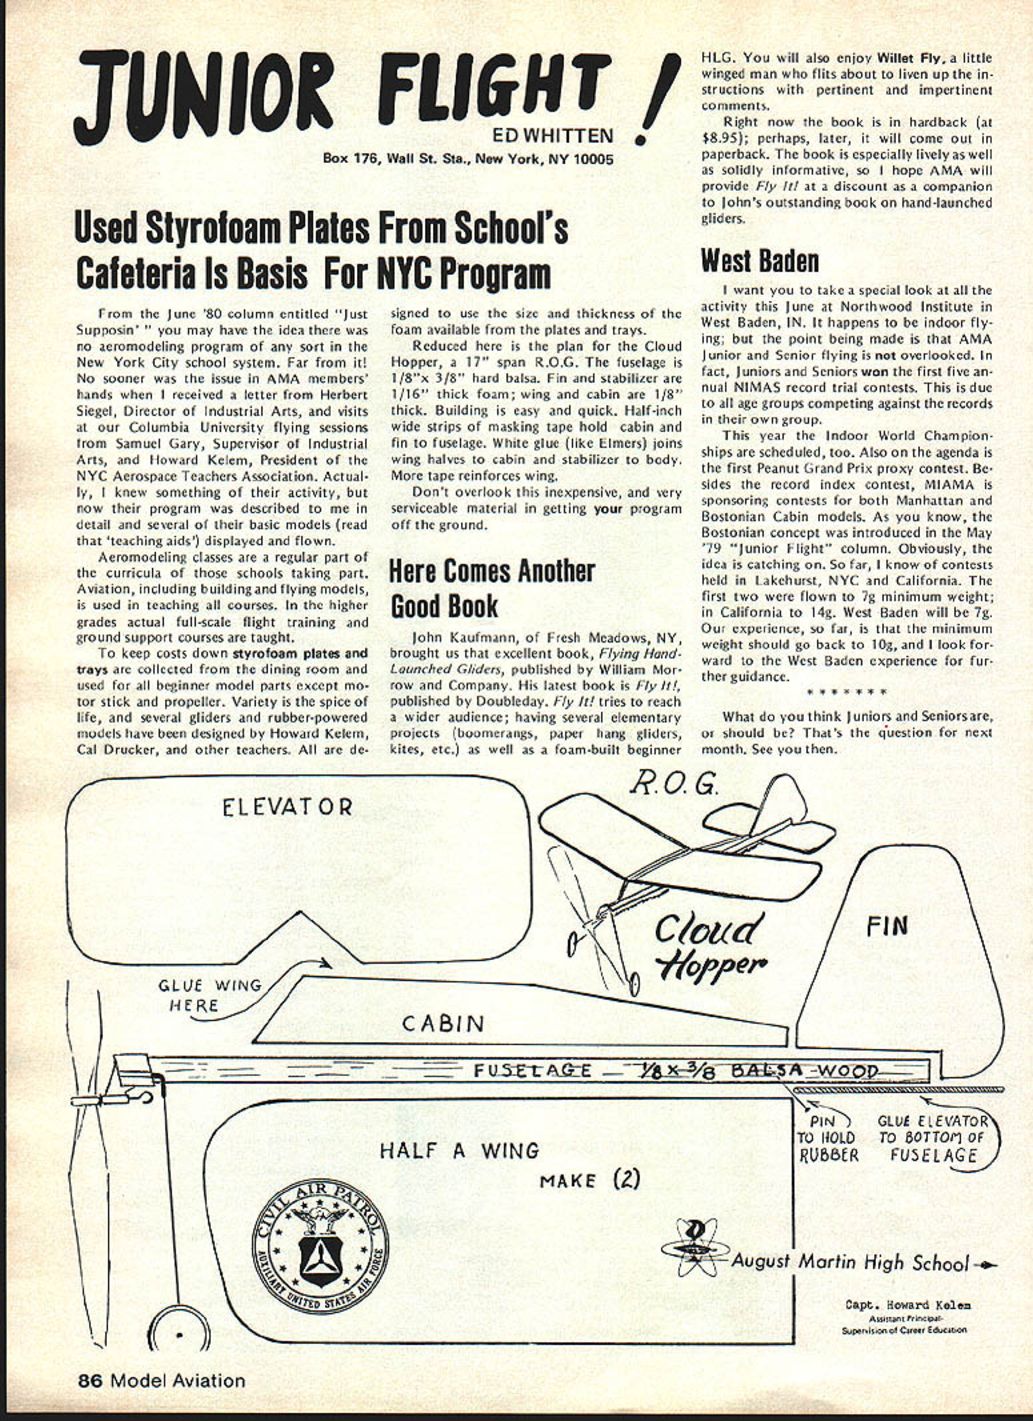 JUNIOR FLIGHT!
ED WHITTEN
Box 176, Wall St. Sta., New York, NY 10005
Used Styrofoam Plates From School's
Cafeteria Is Basis For NYC Program
From the June '80 column entitled "Just
Supposin' " you may have the idea there was
no aeromodeling program of any sort in the
New York City school system. Far from it!
No sooner was the issue in AMA members'
hands when I received a letter from Herbert
Siegel, Director of Industrial Arts, and visits
at our Columbia University flying sessions
from Samuel Gary, Supervisor of Industrial
Arts, and Howard Kelem, President of the
NYC Aerospace Teachers Association. Actual-
ly, I knew something of their activity, but
now their program was described to me in
detail and several of their basic models (read
that 'teaching aids') displayed and flown.
Aeromodeling classes are a regular part of
the curricula of those schools taking part.
Aviation, including building and flying models,
is used in teaching all courses. In the higher
grades actual full-scale flight training and
ground support courses are taught.
To keep costs down styrofoam plates and
trays are collected from the dining room and
used for all beginner model parts except mo-
tor stick and propeller. Variety is the spice of
life, and several gliders and rubber-powered
models have been designed by Howard Kelem,
Cal Drucker, and other teachers. All are de-
signed to use the size and thickness of the
foam available from the plates and trays.
Reduced here is the plan for the Cloud
Hopper, a 17" span R.O.G. The fuselage is
1/8"x 3/8" hard balsa. Fin and stabilizer are
1/16" thick foam; wing and cabin are 1/8"
thick. Building is easy and quick. Half-inch
wide strips of masking tape hold cabin and
fin to fuselage. White glue (like Elmers) joins
wing halves to cabin and stabilizer to body.
More tape reinforces wing.
Don't overlook this inexpensive, and very
serviceable material in getting your program
off the ground.
Here Comes Another
Good Book
John Kaufmann, of Fresh Meadows, NY,
brought us that excellent book, Flying Hand-
Launched Gliders, published by William Mor-
row and Company. His latest book is Fly It!,
published by Doubleday. Fly It! tries to reach
a wider audience; having several elementary
projects (boomerangs, paper hang gliders,
kites, etc.) as well as a foam-built beginner
HLG. You will also enjoy Willet Fly, a little
winged man who flits about to liven up the in-
structions with pertinent and impertinent
comments.
Right now the book is in hardback (at
$8.95); perhaps, later, it will come out in
paperback. The book is especially lively as well
as solidly informative, so I hope AMA will
provide Fly It! at a discount as a companion
to John's outstanding book on hand-launched
gliders.
West Baden
I want you to take a special look at all the
activity this June at Northwood Institute in
West Baden, IN. It happens to be indoor fly-
ing; but the point being made is that AMA
Junior and Senior flying is not overlooked. In
fact, Juniors and Seniors won the first five an-
nual NIMAS record trial contests. This is due
to all age groups competing against the records
in their own group.
This year the Indoor World Champion-
ships are scheduled, too. Also on the agenda is
the first Peanut Grand Prix proxy contest. Be-
sides the record index contest, MIAMA is
sponsoring contests for both Manhattan and
Bostonian Cabin models. As you know, the
Bostonian concept was introduced in the May
'79 "Junior Flight" column. Obviously, the
idea is catching on. So far, I know of contests
held in Lakehurst, NYC and California. The
first two were flown to 7g minimum weight;
in California to 14g. West Baden will be 7g.
Our experience, so far, is that the minimum
weight should go back to 10g, and I look for-
ward to the West Baden experience for fur-
ther guidance.
* * * * * * *
What do you think Juniors and Seniors are,
or should be? That's the question for next
month. See you then.
ELEVATOR
R.O.G.
Cloud
Hopper
FIN
GLUE WING
HERE
CABIN
FUSELAGE 1/8 x 3/8 BALSA WOOD
PIN
TO HOLD
RUBBER
GLUE ELEVATOR
TO BOTTOM OF
FUSELAGE
HALF A WING
MAKE (2)
CIVIL AIR PATROL
AUXILIARY UNITED STATES AIR FORCE
August Martin High School
Capt. Howard Kelem
Assistant Principal-
Supervision of Career Education
86 Model Aviation